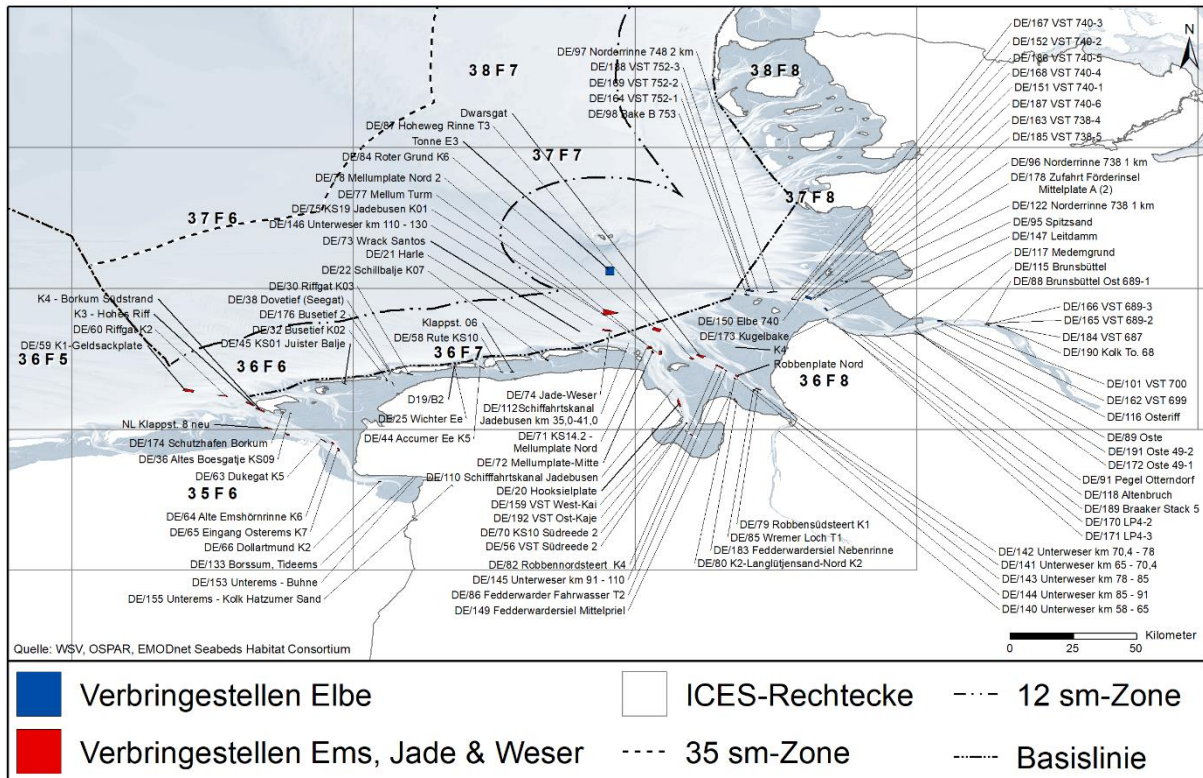 DE/167 VST 740-3
DE/152 VST 740-2
DE/186 VST 740-5
DE/168 VST 740-4
DE/151 VST 740-1
DE/187 VST 740-6
DE/163 VST 738-4
DE/185 VST 738-5
DE/96 Norderrinne 738 1 km
DE/178 Zufahrt Förderinsel
Mittelplate A (2)
DE/122 Norderrinne 738 1 km
DE/95 Spitzsand
DE/147 Leitdamm
DE/117 Medemgrund
DE/115 Brunsbüttel
DE/88 Brunsbüttel Ost 689-1
N
DE/97 Norderrinne 748 2 km
DE/188 VST 752-3
DE/169 VST 752-2
DE/164 VST 752-1
DE/98 Bake B 753
38F7
38F8
37F7
37F8
37F6
36F5
36F6
36F7
36F8
35F6
Dwarsgat
DE/87 Hoheweg Rinne T3
Tonne E3
DE/84 Roter Grund K6
DE/78 Mellumplate Nord 2
DE/77 Mellum Turm
DE/75 KS19 Jadebusen K01
DE/146 Unterweser km 110 - 130
DE/73 Wrack Santos
DE/21 Harle
DE/22 Schillbalje K07
DE/30 Riffgat K03
DE/38 Dovetief (Seegat)
DE/176 Busetief 2
DE/32 Busetief K02
DE/45 KS01 Juister Balje
K4 - Borkum Südstrand
K3 - Hohes Riff
DE/60 Riffgat K2
DE/59 K1-Geldsackplate
Klappst. 06
DE/58 Rute KS10
DE/150 Elbe 740
DE/173 Kugelbake
K4
Robbenplate Nord
DE/166 VST 689-3
DE/165 VST 689-2
DE/184 VST 687
DE/190 Kolk To. 68
DE/101 VST 700
DE/162 VST 699
DE/116 Osteriff
DE/89 Oste
DE/191 Oste 49-2
DE/172 Oste 49-1
DE/91 Pegel Otterndorf
DE/118 Altenbruch
DE/189 Braaker Stack 5
DE/170 LP4-2
DE/171 LP4-3
D19/B2
DE/25 Wichter Ee
DE/44 Accumer Ee K5
DE/74 Jade-Weser
DE/112Schiffahrtskanal
Jadebusen km 35,0-41,0
DE/71 KS14.2 -
Mellumplate Nord
DE/72 Mellumplate-Mitte
DE/110 Schifffahrtskanal Jadebusen
DE/20 Hooksielplate
DE/159 VST West-Kai
DE/192 VST Ost-Kaje
DE/70 KS10 Südreede 2
DE/56 VST Südreede 2
DE/82 Robbennordsteert K4
DE/145 Unterweser km 91 - 110
DE/86 Fedderwarder Fahrwasser T2
DE/149 Fedderwardersiel Mittelpriel
NL Klappst. 8 neu
DE/174 Schutzhafen Borkum
DE/36 Altes Boesgatje KS09
DE/63 Dukegat K5
DE/64 Alte Emshörnrinne K6
DE/65 Eingang Osterems K7
DE/66 Dollartmund K2
DE/133 Borssum, Tideems
DE/153 Unterems - Buhne
DE/155 Unterems - Kolk Hatzumer Sand
DE/79 Robbensüdsteert K1
DE/85 Wremer Loch T1
DE/183 Fedderwardersiel Nebenrinne
DE/80 K2-Langlütjensand-Nord K2
DE/142 Unterweser km 70,4 - 78
DE/141 Unterweser km 65 - 70,4
DE/143 Unterweser km 78 - 85
DE/144 Unterweser km 85 - 91
DE/140 Unterweser km 58 - 65
Kilometer
0 25 50
Quelle: WSV, OSPAR, EMODnet Seabeds Habitat Consortium
Verbringestellen Elbe
ICES-Rechtecke
12 sm-Zone
Verbringestellen Ems, Jade & Weser
35 sm-Zone
Basislinie